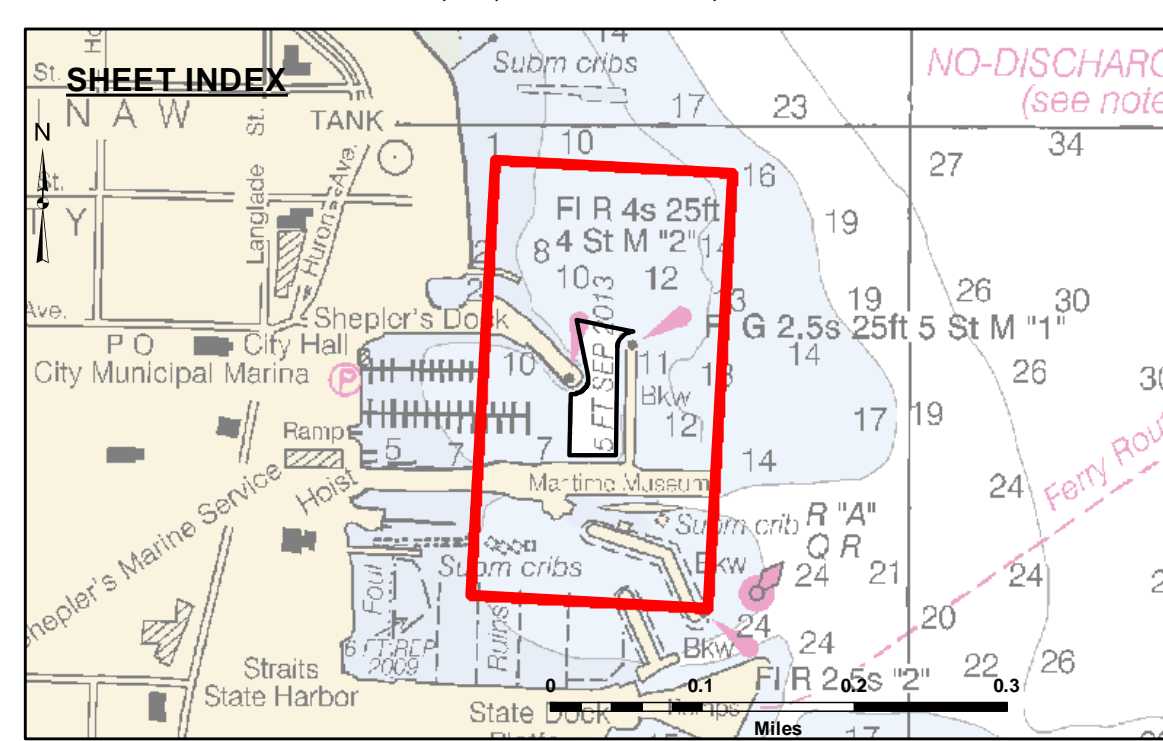 14
Subm cribs
NO-DISCHARG
(see note
St.
SHEET INDEX
N A W
St.
TANK
17
23
N
1
10
34
27
16
St.
T Y
Langlade
Huron Ave.
Fl R 4s 25ft
4 St M "2"
19
2
8
14
10
12
2
13
19
26
30
Ave.
Shepler's Dock
F G 2.5s 25ft 5 St M "1"
P O
City Hall
14
City Municipal Marina
P
10
5 FT SEP 2013
11
13
26
30
Bkw
17
19
Ramp
12
5
7
7
14
Ferry Rou
Hoist
Maritime Museum
24
Shepler's Marine Service
Subm crib
R "A"
Q R
Subm cribs
Bkw
24
21
24
Foul
Ruins
20
24
6 FT REP
2009
Bkw
24
22
26
Straits
State Harbor
Fl R 2.5s "2"
0
0.1
0.2
0.3
State Dock
Ramps
Miles
17